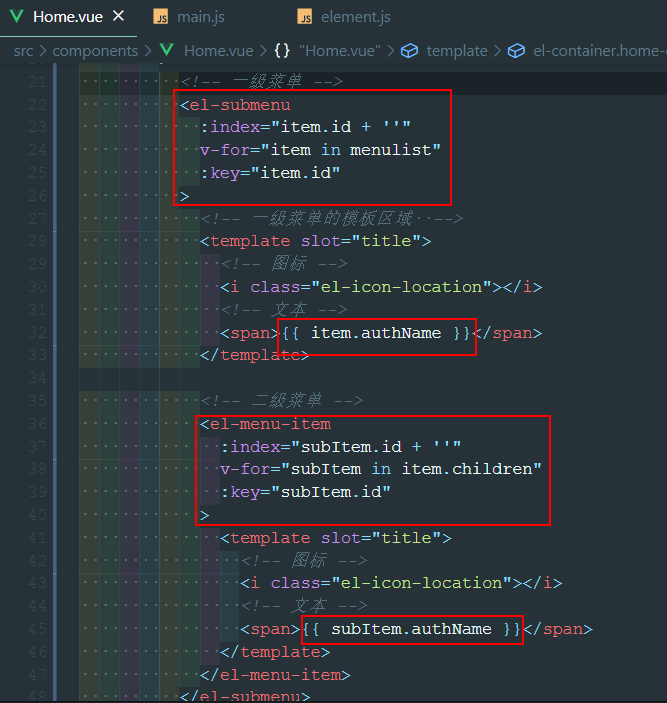 Home.vue ×
JS main.js
JS element.js
src > components > Home.vue > {} "Home.vue" > template > el-container.home-
21 <!-- 一级菜单 -->
22 <el-submenu
23 :index="item.id + ''"
24 v-for="item in menulist"
25 :key="item.id"
26 >
27 <!-- 一级菜单的模板区域 -->
28 <template slot="title">
29 <!-- 图标 -->
30 <i class="el-icon-location"></i>
31 <!-- 文本 -->
32 <span>{{ item.authName }}</span>
33 </template>
34
35 <!-- 二级菜单 -->
36 <el-menu-item
37 :index="subItem.id + ''"
38 v-for="subItem in item.children"
39 :key="subItem.id"
40 >
41 <template slot="title">
42 <!-- 图标 -->
43 <i class="el-icon-location"></i>
44 <!-- 文本 -->
45 <span>{{ subItem.authName }}</span>
46 </template>
47 </el-menu-item>
48 </el-submenu>